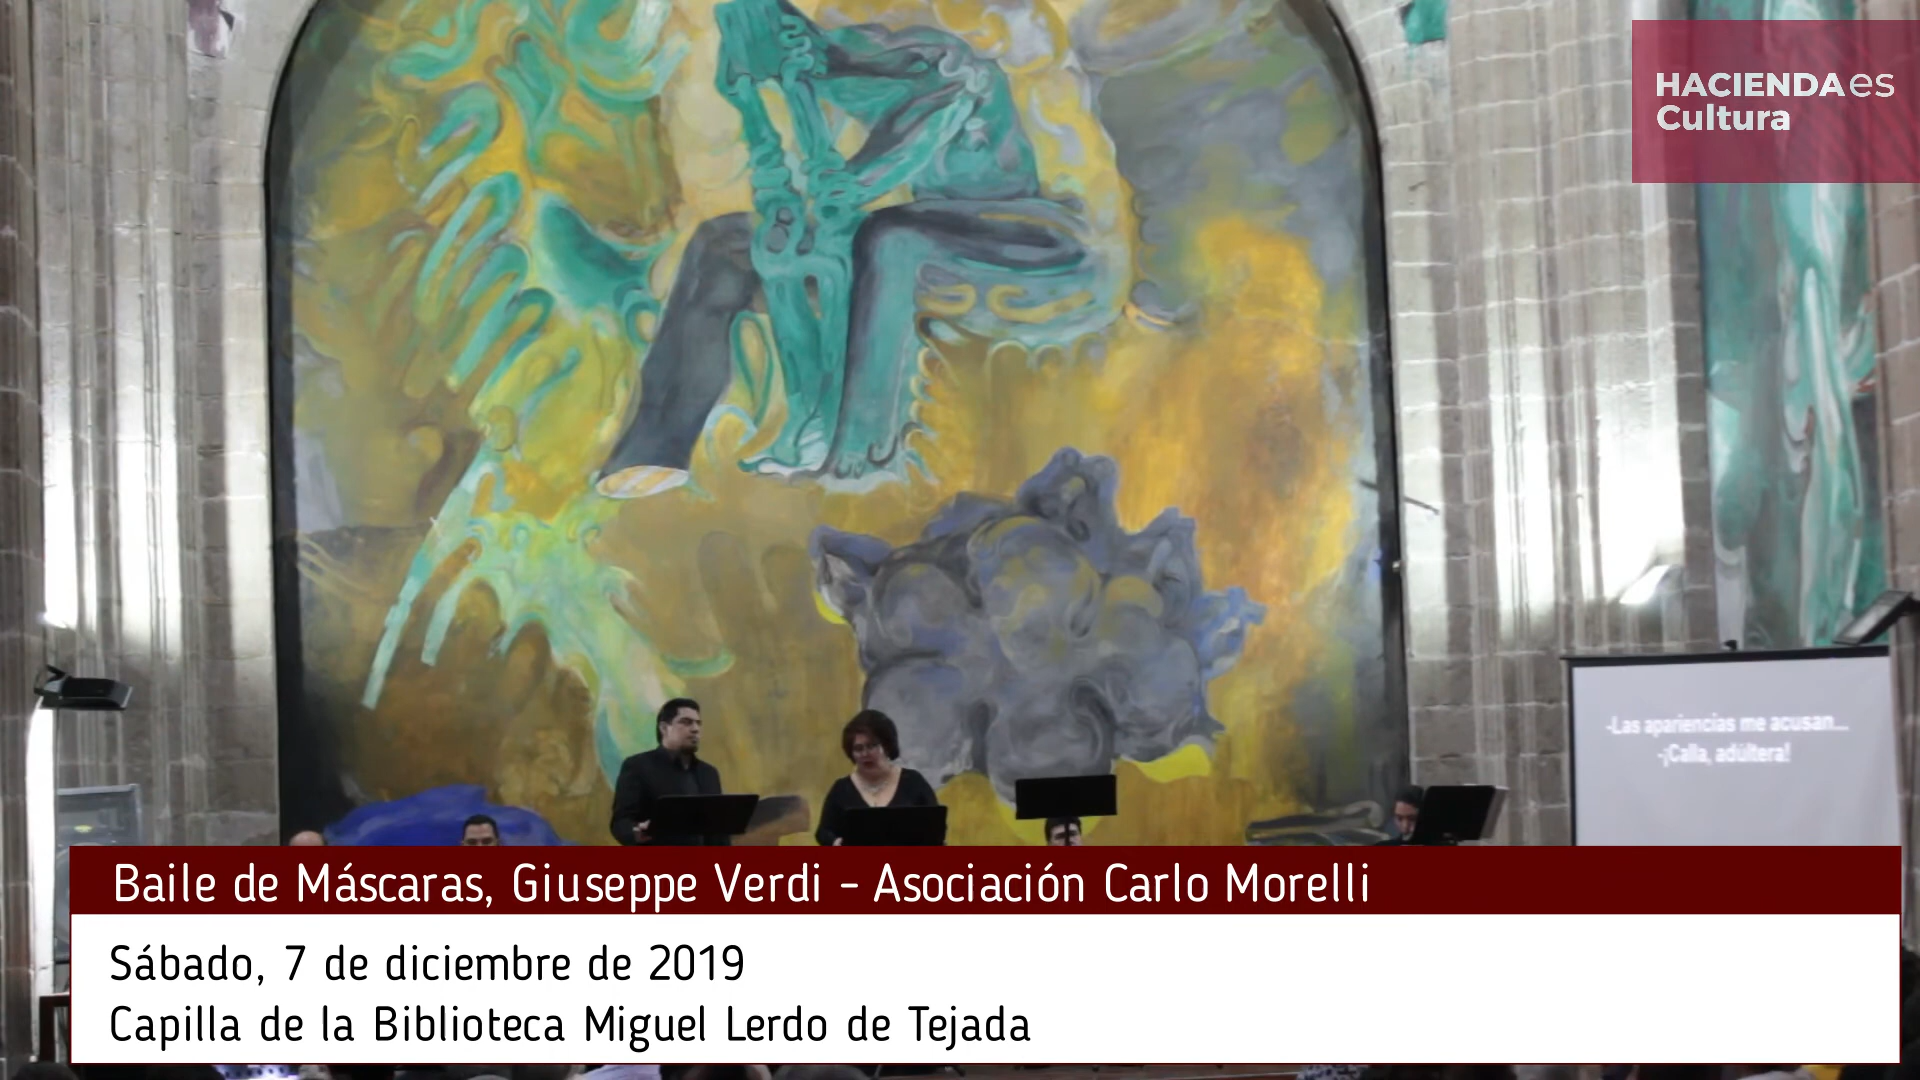 HACIENDAes
Cultura
-Las apariencias me acusan...
-¡Calla, adúltera!
Baile de Máscaras, Giuseppe Verdi - Asociación Carlo Morelli
Sábado, 7 de diciembre de 2019
Capilla de la Biblioteca Miguel Lerdo de Tejada